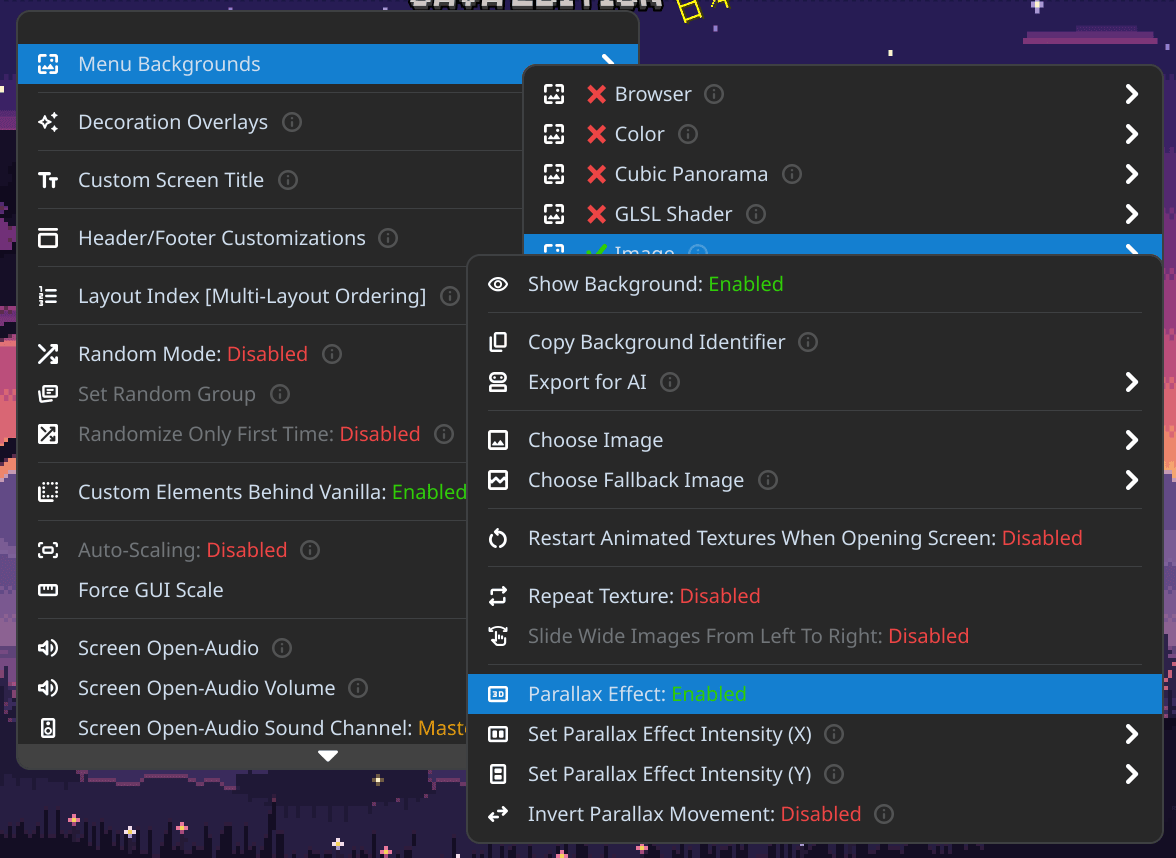 JAVA EDITION
Menu Backgrounds
Decoration Overlays
Custom Screen Title
Header/Footer Customizations
Layout Index [Multi-Layout Ordering]
Random Mode: Disabled
Set Random Group
Randomize Only First Time: Disabled
Custom Elements Behind Vanilla: Enabled
Auto-Scaling: Disabled
Force GUI Scale
Screen Open-Audio
Screen Open-Audio Volume
Screen Open-Audio Sound Channel: Mast
Browser
Color
Cubic Panorama
GLSL Shader
Image
Show Background: Enabled
Copy Background Identifier
Export for AI
Choose Image
Choose Fallback Image
Restart Animated Textures When Opening Screen: Disabled
Repeat Texture: Disabled
Slide Wide Images From Left To Right: Disabled
3D Parallax Effect: Enabled
Set Parallax Effect Intensity (X)
Set Parallax Effect Intensity (Y)
Invert Parallax Movement: Disabled